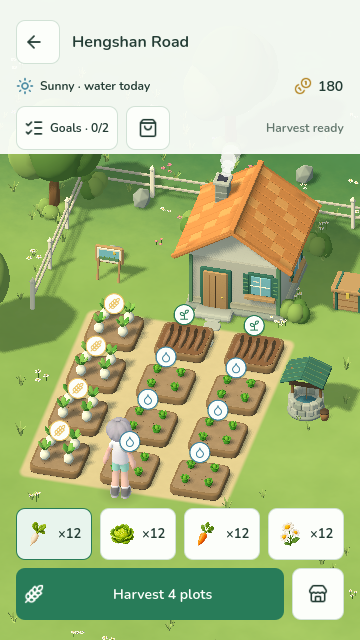 Hengshan Road
Sunny · water today
180
Goals · 0/2
Harvest ready
×12
×12
×12
×12
Harvest 4 plots